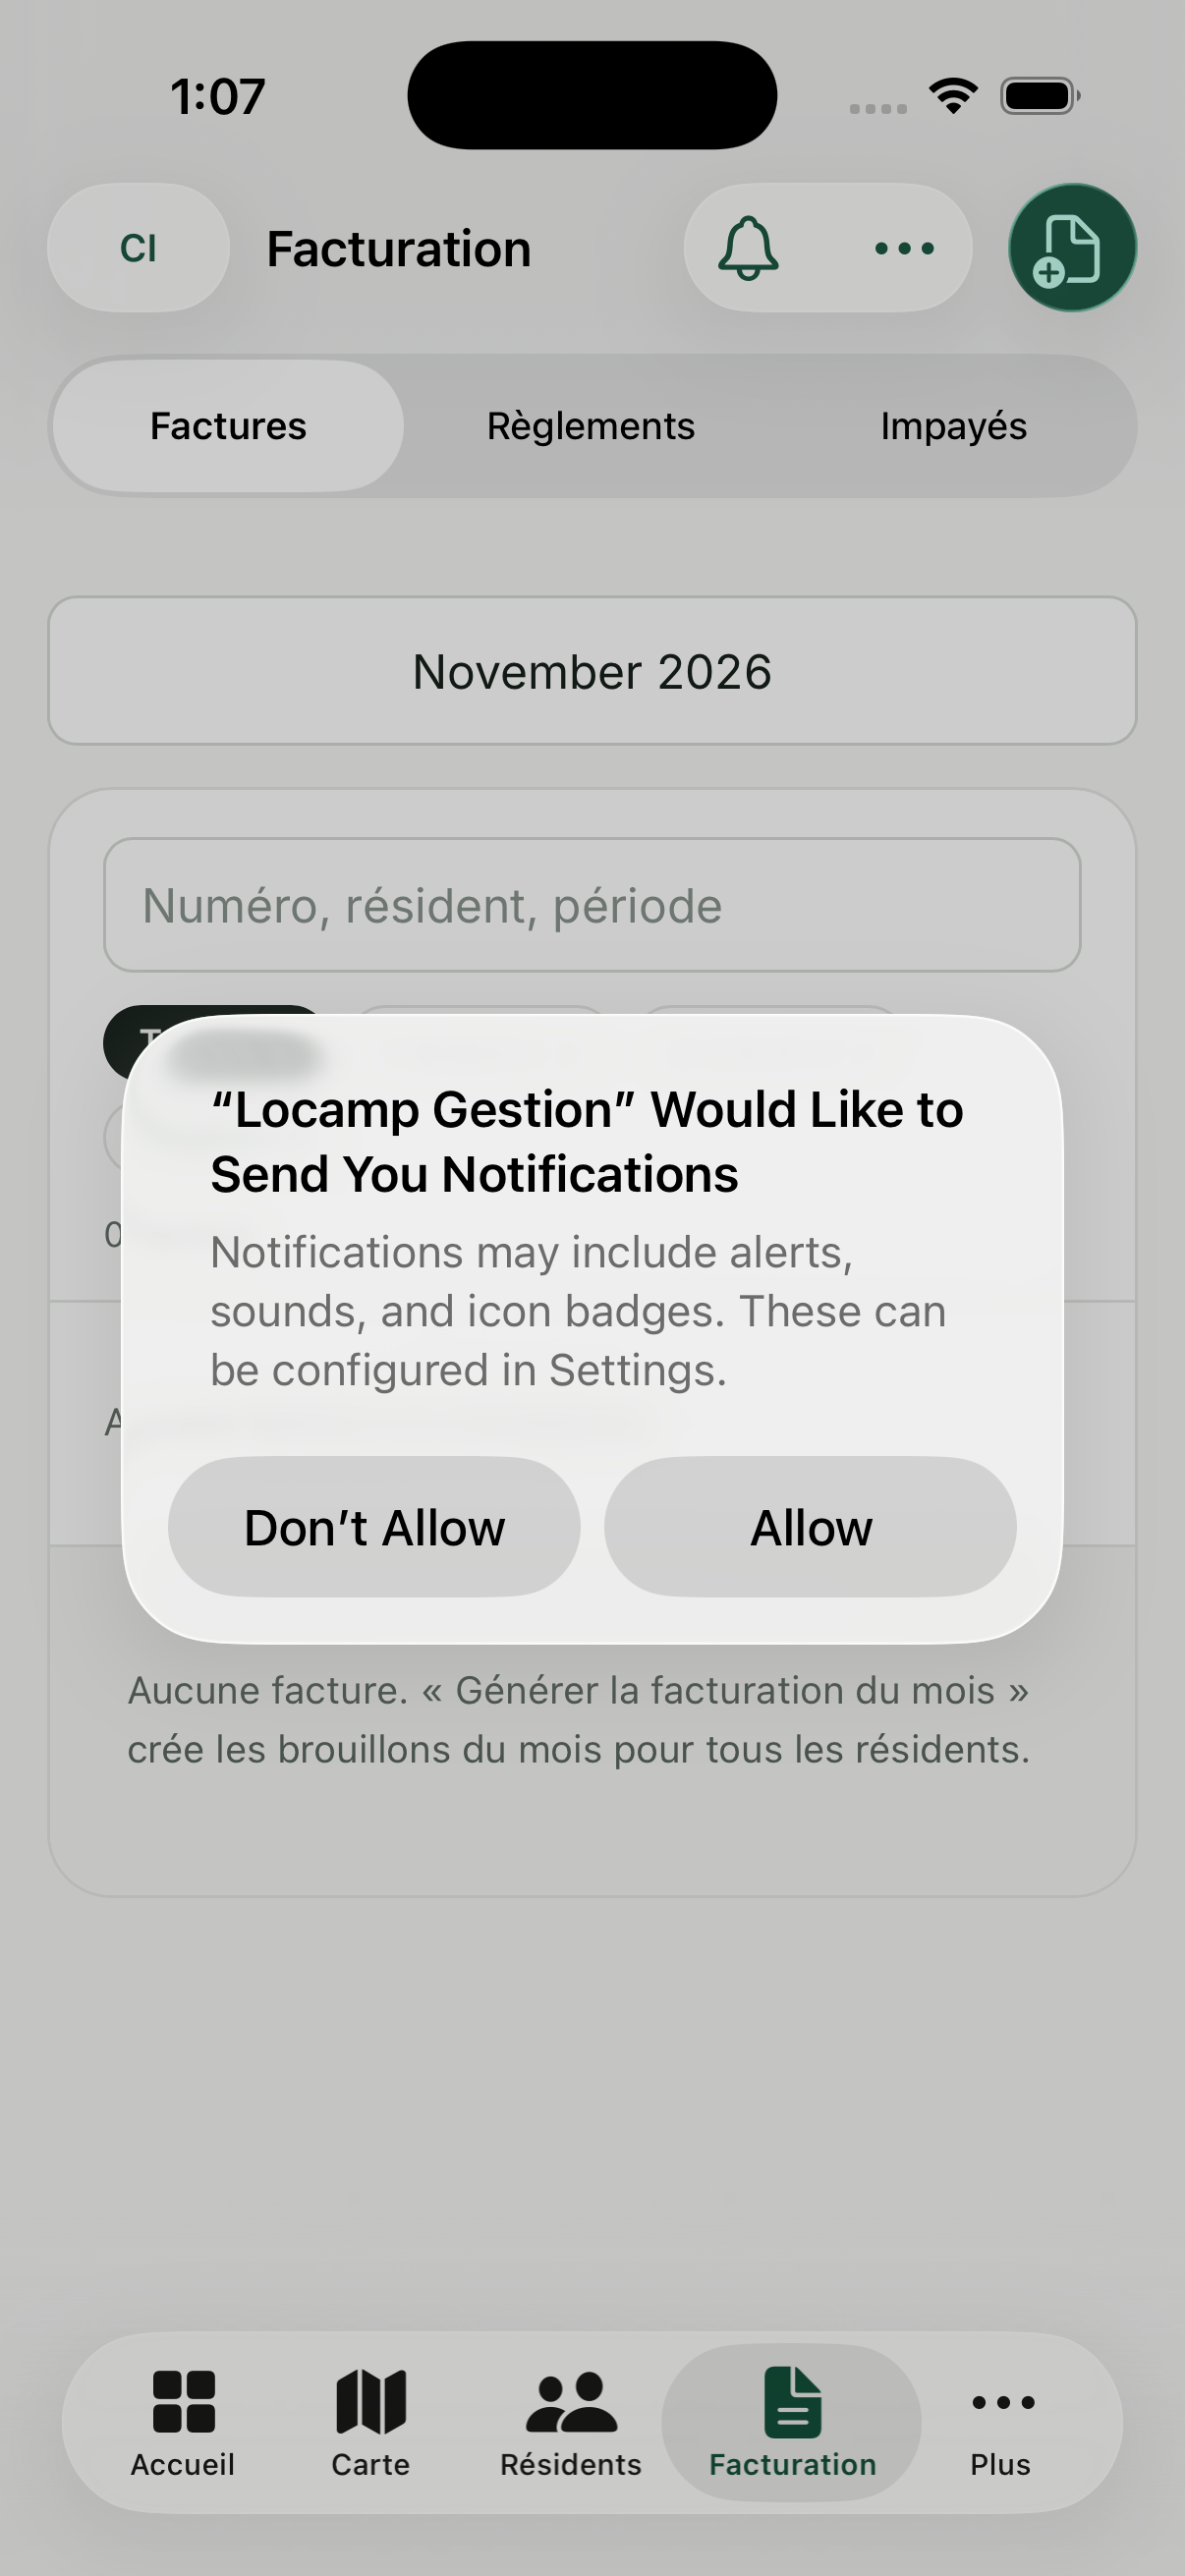 1:07
CI
Facturation
Factures
Règlements
Impayés
November 2026
Numéro, résident, période
“Locamp Gestion” Would Like to
Send You Notifications
Notifications may include alerts,
sounds, and icon badges. These can
be configured in Settings.
Don’t Allow
Allow
Aucune facture. « Générer la facturation du mois »
crée les brouillons du mois pour tous les résidents.
Accueil
Carte
Résidents
Facturation
Plus